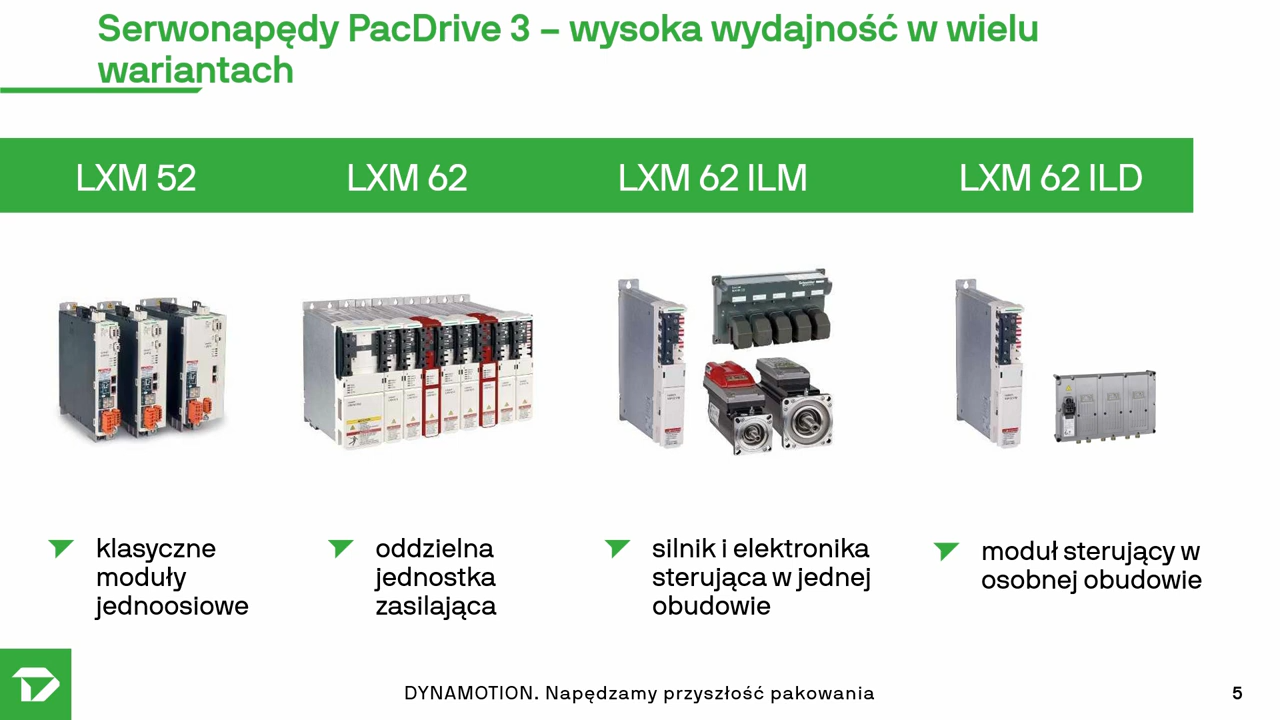 Serwonapędy PacDrive 3 – wysoka wydajność w wielu
wariantach
LXM 52
LXM 62
LXM 62 ILM
LXM 62 ILD
klasyczne
moduły
jednoosiowe
oddzielna
jednostka
zasilająca
silnik i elektronika
sterująca w jednej
obudowie
moduł sterujący w
osobnej obudowie
DYNAMOTION. Napędzamy przyszłość pakowania
5